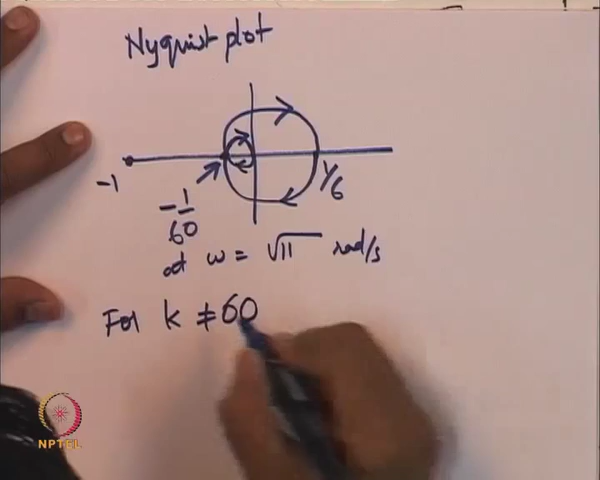 Nyquist plot
-1
1/6
-1/60
at ω = √11 rad/s
For k ≠ 60
NPTEL